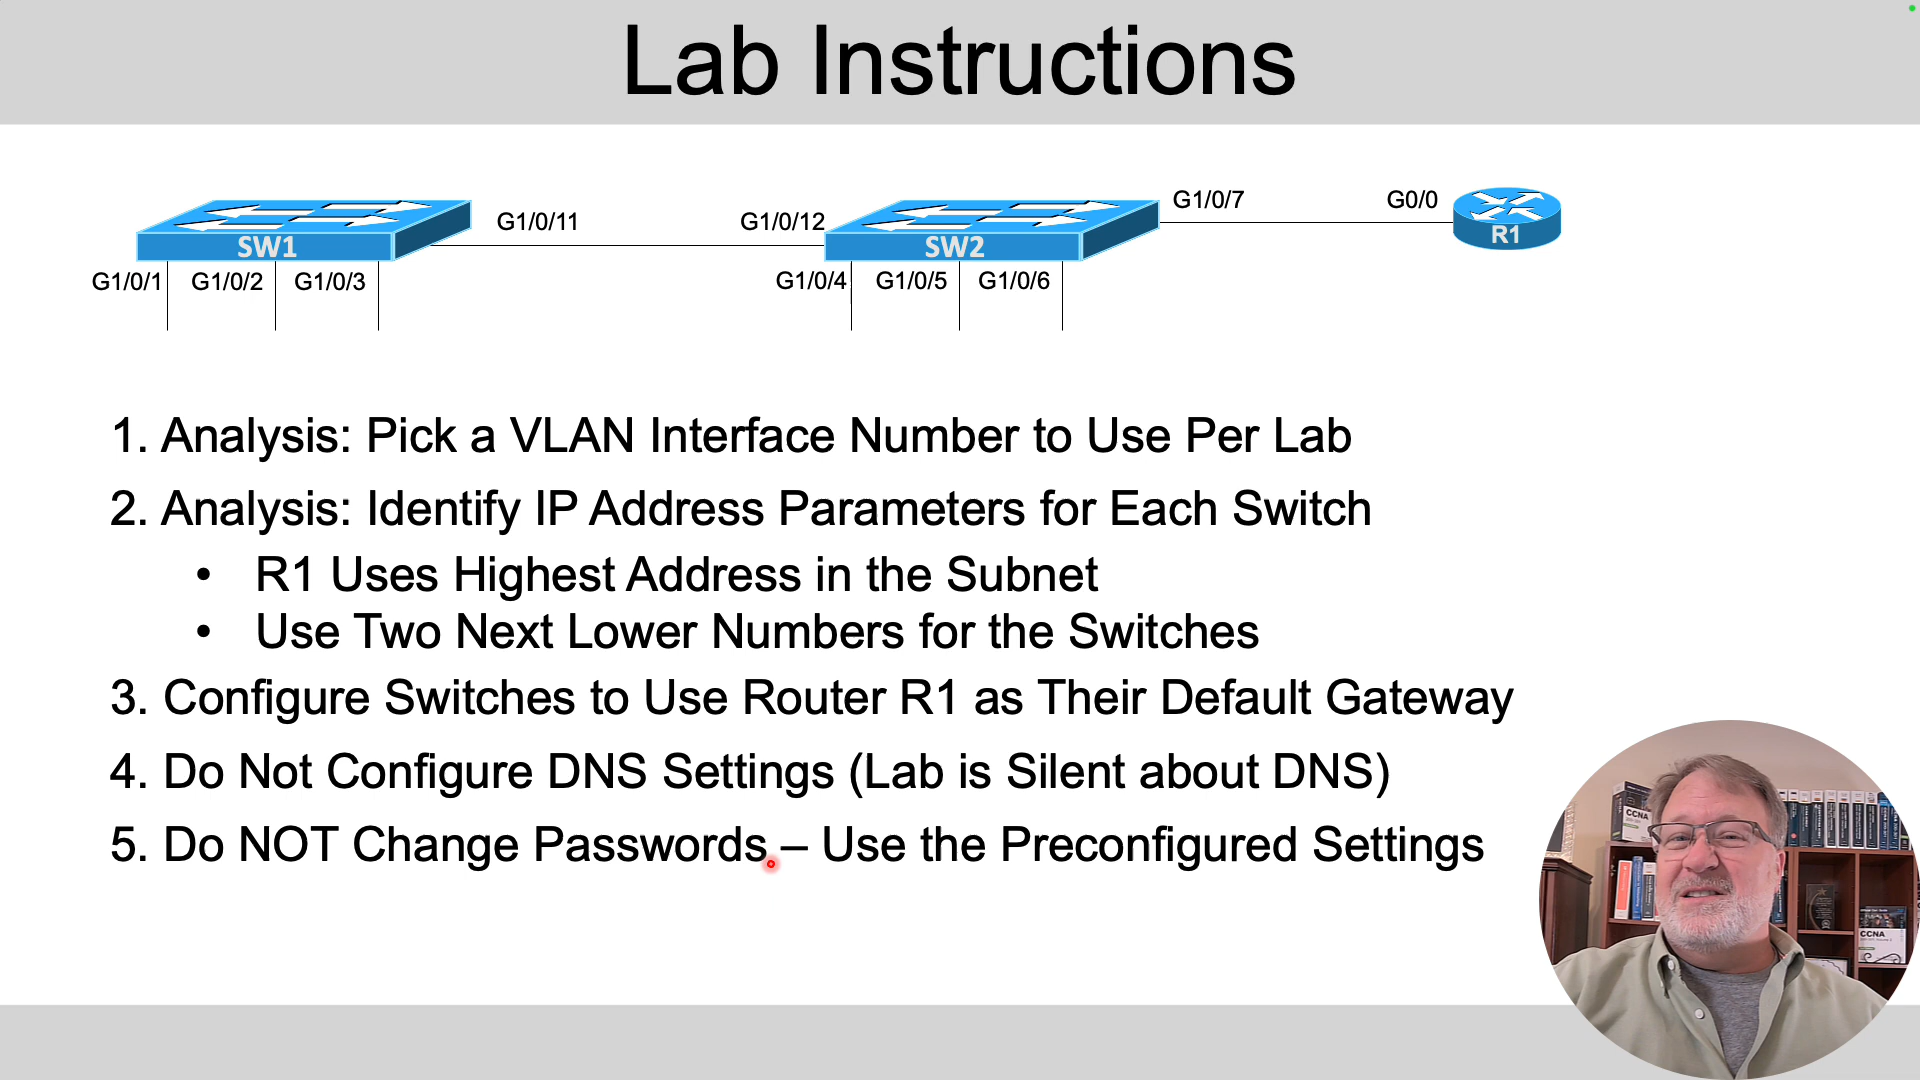 Lab Instructions
G1/0/11
G1/0/12
G1/0/7
G0/0
SW1
SW2
R1
G1/0/1
G1/0/2
G1/0/3
G1/0/4
G1/0/5
G1/0/6
1. Analysis: Pick a VLAN Interface Number to Use Per Lab
2. Analysis: Identify IP Address Parameters for Each Switch
• R1 Uses Highest Address in the Subnet
• Use Two Next Lower Numbers for the Switches
3. Configure Switches to Use Router R1 as Their Default Gateway
4. Do Not Configure DNS Settings (Lab is Silent about DNS)
5. Do NOT Change Passwords – Use the Preconfigured Settings
CCNA
CCNA